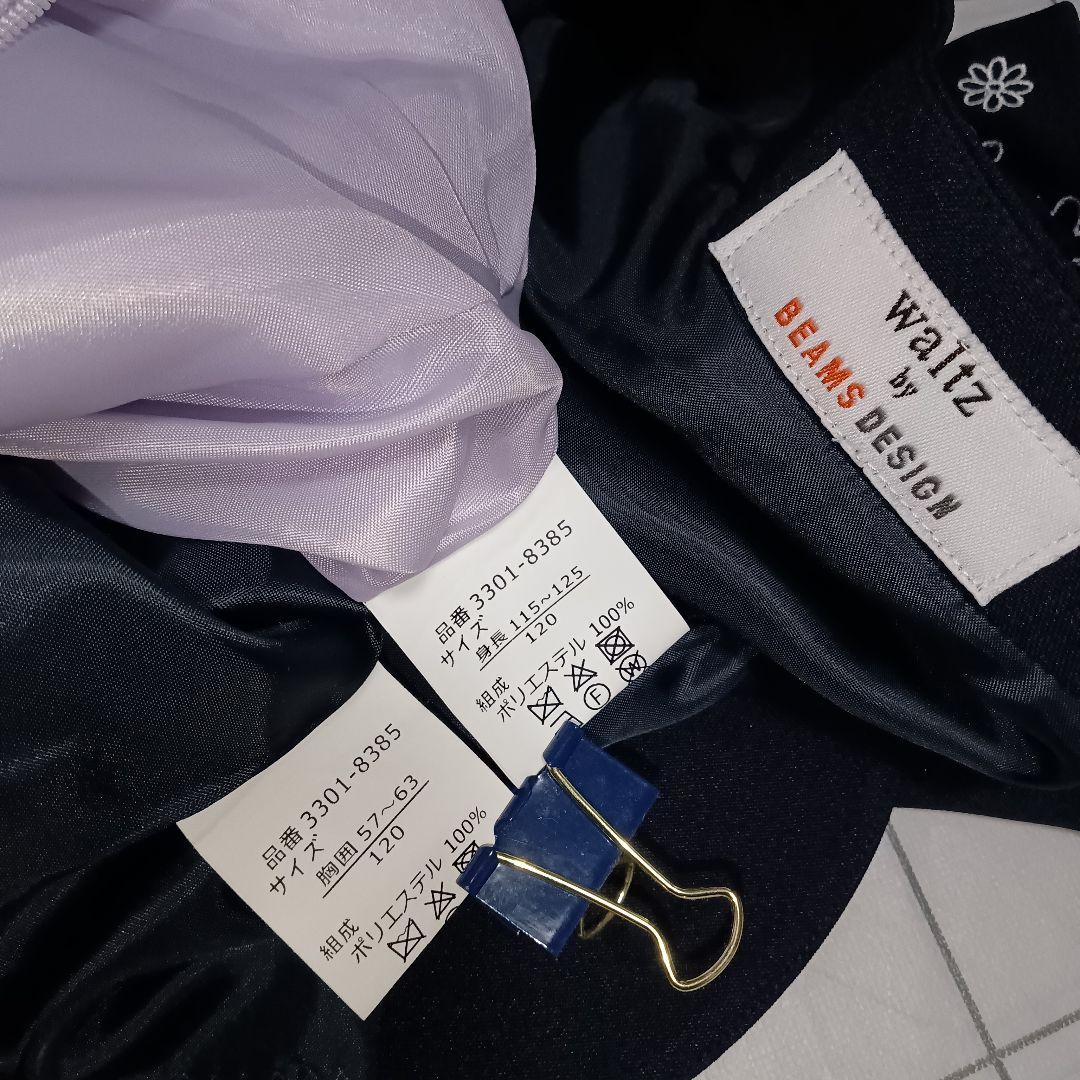 waltz
by
BEAMS DESIGN
品番 3301-8385
サイズ
身長 115~125
120
組成
ポリエステル 100%
品番 3301-8385
サイズ
胸囲 57~63
120
組成
ポリエステル 100%